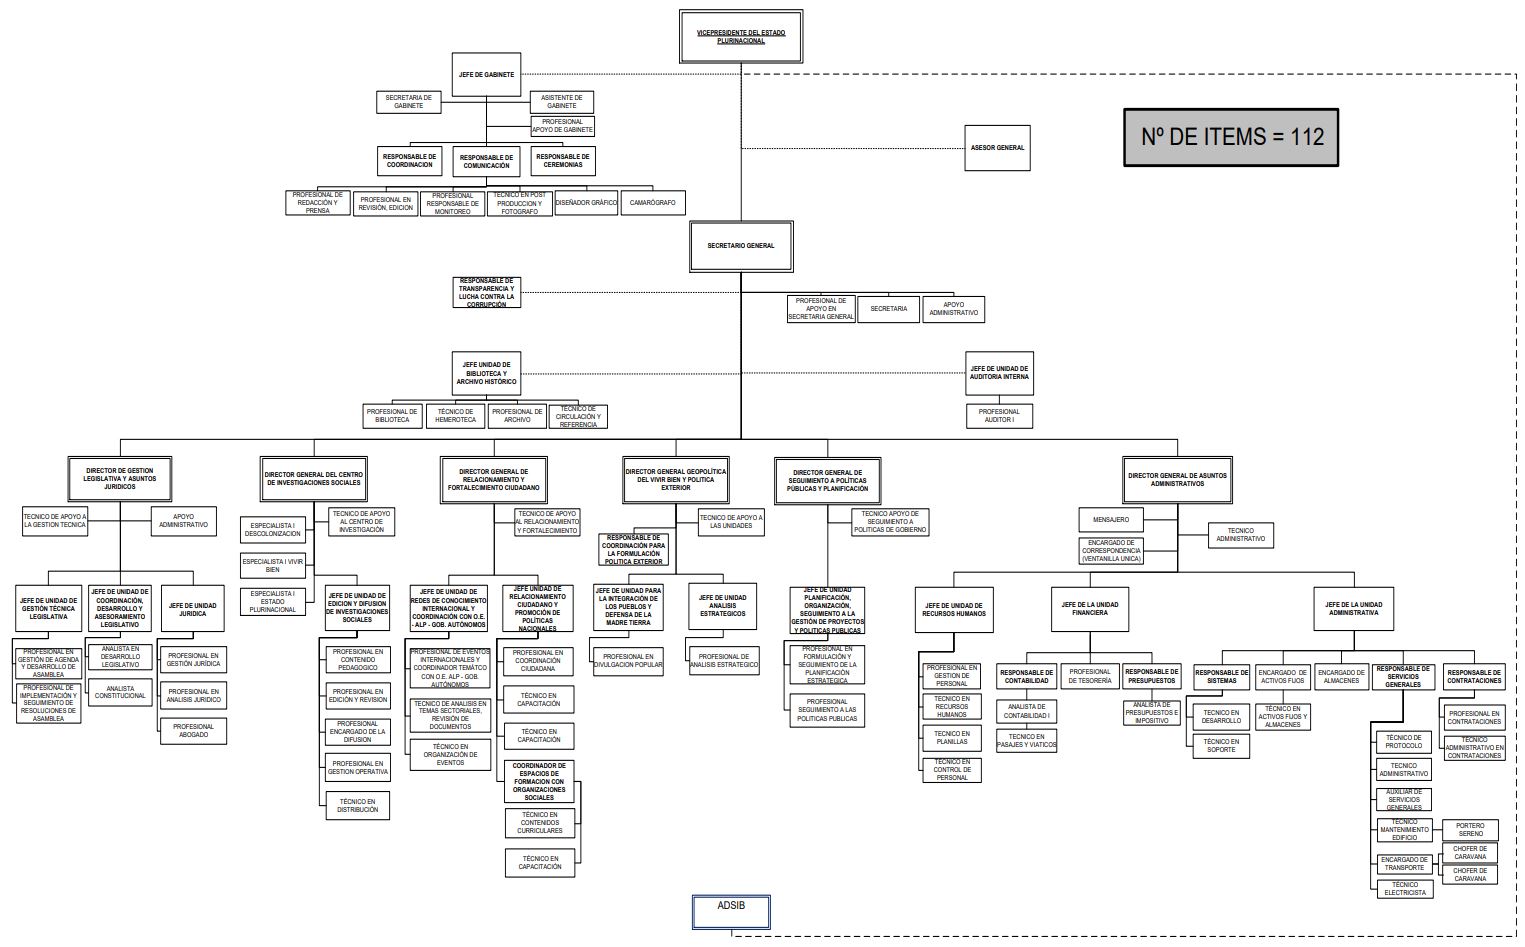 VICEPRESIDENTE DEL ESTADO
PLURINACIONAL
JEFE DE GABINETE
SECRETARIA DE
GABINETE
ASISTENTE DE
GABINETE
PROFESIONAL
APOYO DE GABINETE
Nº DE ITEMS = 112
ASESOR GENERAL
RESPONSABLE DE
COORDINACION
RESPONSABLE DE
COMUNICACIÓN
RESPONSABLE DE
CEREMONIAS
PROFESIONAL DE
REDACCIÓN Y
PRENSA
PROFESIONAL EN
REVISIÓN, EDICION
PROFESIONAL
RESPONSABLE DE
MONITOREO
TECNICO EN POST
PRODUCCION Y
FOTOGRAFO
DISEÑADOR GRÁFICO
CAMARÓGRAFO
SECRETARIO GENERAL
RESPONSABLE DE
TRANSPARENCIA Y
LUCHA CONTRA LA
CORRUPCIÓN
PROFESIONAL DE
APOYO EN
SECRETARIA GENERAL
SECRETARIA
APOYO
ADMINISTRATIVO
JEFE UNIDAD DE
BIBLIOTECA Y
ARCHIVO HISTÓRICO
JEFE DE UNIDAD DE
AUDITORIA INTERNA
PROFESIONAL DE
BIBLIOTECA
TÉCNICO DE
HEMEROTECA
PROFESIONAL DE
ARCHIVO
TECNICO DE
CIRCULACIÓN Y
REFERENCIA
PROFESIONAL
AUDITOR I
DIRECTOR DE GESTION
LEGISLATIVA Y ASUNTOS
JURIDICOS
DIRECTOR GENERAL DEL CENTRO
DE INVESTIGACIONES SOCIALES
DIRECTOR GENERAL DE
RELACIONAMIENTO Y
FORTALECIMIENTO CIUDADANO
DIRECTOR GENERAL GEOPOLÍTICA
DEL VIVIR BIEN Y POLITICA
EXTERIOR
DIRECTOR GENERAL DE
SEGUIMIENTO A POLÍTICAS
PÚBLICAS Y PLANIFICACIÓN
DIRECTOR GENERAL DE ASUNTOS
ADMINISTRATIVOS
TECNICO DE APOYO A
LA GESTION TECNICA
APOYO
ADMINISTRATIVO
ESPECIALISTA I
DESCOLONIZACION
TECNICO DE APOYO
AL CENTRO DE
INVESTIGACIÓN
TECNICO DE APOYO
AL RELACIONAMIENTO
Y FORTALECIMIENTO
RESPONSABLE DE
COORDINACIÓN PARA
LA FORMULACIÓN
POLITICA EXTERIOR
TECNICO DE APOYO A
LAS UNIDADES
TECNICO APOYO DE
SEGUIMIENTO A
POLITICAS DE GOBIERNO
MENSAJERO
ENCARGADO DE
CORRESPONDENCIA
(VENTANILLA UNICA)
TECNICO
ADMINISTRATIVO
ESPECIALISTA I VIVIR
BIEN
ESPECIALISTA I
ESTADO
PLURINACIONAL
JEFE DE UNIDAD DE
GESTIÓN TÉCNICA
LEGISLATIVA
JEFE DE UNIDAD DE
COORDINACIÓN,
DESARROLLO Y
ASESORAMIENTO
LEGISLATIVO
JEFE DE UNIDAD
JURIDICA
JEFE DE UNIDAD DE
EDICION Y DIFUSION
DE INVESTIGACIONES
SOCIALES
JEFE DE UNIDAD DE
REDES DE CONOCIMIENTO
INTERNACIONAL Y
COORDINACIÓN CON O.E.
- ALP - GOB. AUTÓNOMOS
JEFE UNIDAD DE
RELACIONAMIENTO
CIUDADANO Y
PROMOCIÓN DE
POLÍTICAS
NACIONALES
JEFE DE UNIDAD PARA
LA INTEGRACIÓN DE
LOS PUEBLOS Y
DEFENSA DE LA
MADRE TIERRA
JEFE DE UNIDAD
ANALISIS
ESTRATEGICOS
JEFE DE UNIDAD
PLANIFICACIÓN,
ORGANIZACIÓN,
SEGUIMIENTO A LA
GESTIÓN DE PROYECTOS
Y POLITICAS PUBLICAS
JEFE DE UNIDAD DE
RECURSOS HUMANOS
JEFE DE LA UNIDAD
FINANCIERA
JEFE DE LA UNIDAD
ADMINISTRATIVA
PROFESIONAL EN
GESTIÓN DE AGENDA
Y DESARROLLO DE
ASAMBLEA
PROFESIONAL DE
IMPLEMENTACIÓN Y
SEGUIMIENTO DE
RESOLUCIONES DE
ASAMBLEA
ANALISTA EN
DESARROLLO
LEGISLATIVO
ANALISTA
CONSTITUCIONAL
PROFESIONAL EN
GESTIÓN JURÍDICA
PROFESIONAL EN
ANALISIS JURIDICO
PROFESIONAL
ABOGADO
PROFESIONAL EN
CONTENIDO
PEDAGOGICO
PROFESIONAL EN
EDICIÓN Y REVISION
PROFESIONAL
ENCARGADO DE LA
DIFUSION
PROFESIONAL EN
GESTION OPERATIVA
TÉCNICO EN
DISTRIBUCIÓN
PROFESIONAL DE EVENTOS
INTERNACIONALES Y
COORDINADOR TEMÁTCO
CON O.E. ALP - GOB.
AUTÓNOMOS
TECNICO DE ANALISIS EN
TEMAS SECTORIALES,
REVISIÓN DE
DOCUMENTOS
TÉCNICO EN
ORGANIZACIÓN DE
EVENTOS
PROFESIONAL EN
COORDINACIÓN
CIUDADANA
TÉCNICO EN
CAPACITACIÓN
TÉCNICO EN
CAPACITACIÓN
COORDINADOR DE
ESPACIOS DE
FORMACION CON
ORGANIZACIONES
SOCIALES
TÉCNICO EN
CONTENIDOS
CURRICULARES
TÉCNICO EN
CAPACITACIÓN
PROFESIONAL EN
DIVULGACION POPULAR
PROFESIONAL DE
ANALISIS ESTRATEGICO
PROFESIONAL EN
FORMULACIÓN Y
SEGUIMIENTO DE LA
PLANIFICACIÓN
ESTRATEGICA
PROFESIONAL
SEGUIMIENTO A LAS
POLITICAS PUBLICAS
PROFESIONAL EN
GESTION DE
PERSONAL
TECNICO EN
RECURSOS
HUMANOS
TECNICO EN
PLANILLAS
TECNICO EN
CONTROL DE
PERSONAL
RESPONSABLE DE
CONTABILIDAD
PROFESIONAL
DE TESORERÍA
RESPONSABLE DE
PRESUPUESTOS
ANALISTA DE
CONTABILIDAD I
TECNICO EN
PASAJES Y VIATICOS
ANALISTA DE
PRESUPUESTOS E
IMPOSITIVO
RESPONSABLE DE
SISTEMAS
ENCARGADO DE
ACTIVOS FIJOS
ENCARGADO DE
ALMACENES
RESPONSABLE DE
SERVICIOS
GENERALES
RESPONSABLE DE
CONTRATACIONES
TECNICO EN
DESARROLLO
TÉCNICO EN
SOPORTE
TÉCNICO EN
ACTIVOS FIJOS Y
ALMACENES
TÉCNICO DE
PROTOCOLO
TECNICO
ADMINISTRATIVO
AUXILIAR DE
SERVICIOS
GENERALES
TECNICO
MANTENIMIENTO
EDIFICIO
PORTERO
SERENO
ENCARGADO DE
TRANSPORTE
CHOFER DE
CARAVANA
CHOFER DE
CARAVANA
TÉCNICO
ELECTRICISTA
PROFESIONAL EN
CONTRATACIONES
TECNICO
ADMINISTRATIVO EN
CONTRATACIONES
ADSIB